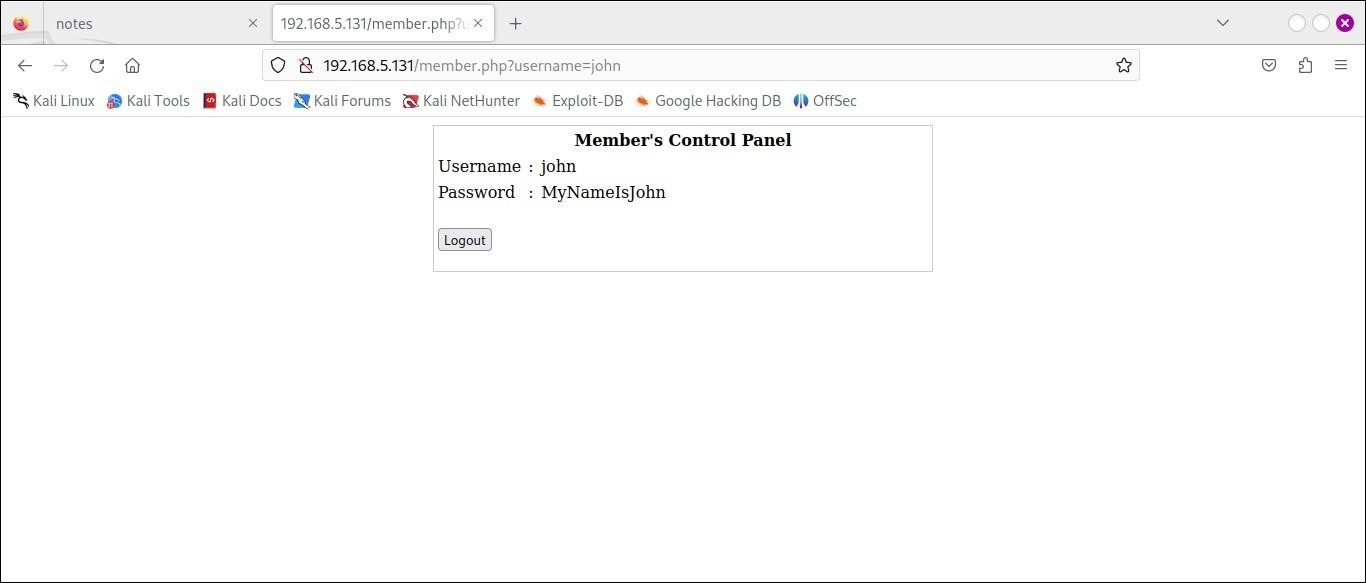 notes
192.168.5.131/member.php?u
192.168.5.131/member.php?username=john
Kali Linux Kali Tools Kali Docs Kali Forums Kali NetHunter Exploit-DB Google Hacking DB OffSec
Member's Control Panel
Username : john
Password : MyNameIsJohn
Logout